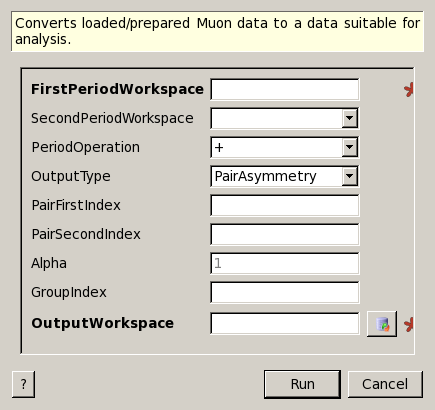 Converts loaded/prepared Muon data to a data suitable for
analysis.
FirstPeriodWorkspace
SecondPeriodWorkspace
PeriodOperation +
OutputType PairAsymmetry
PairFirstIndex
PairSecondIndex
Alpha 1
GroupIndex
OutputWorkspace
? Run Cancel